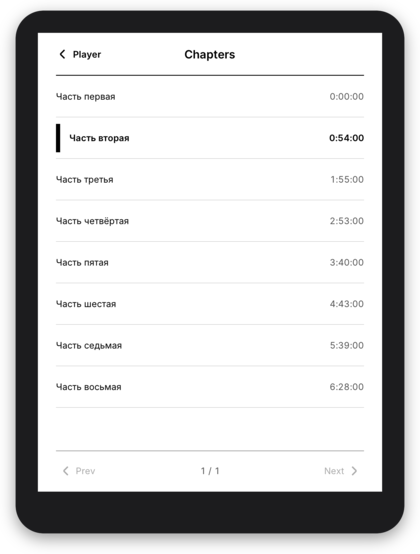 Player
Chapters
Часть первая 0:00:00
Часть вторая 0:54:00
Часть третья 1:55:00
Часть четвёртая 2:53:00
Часть пятая 3:40:00
Часть шестая 4:43:00
Часть седьмая 5:39:00
Часть восьмая 6:28:00
Prev 1 / 1 Next